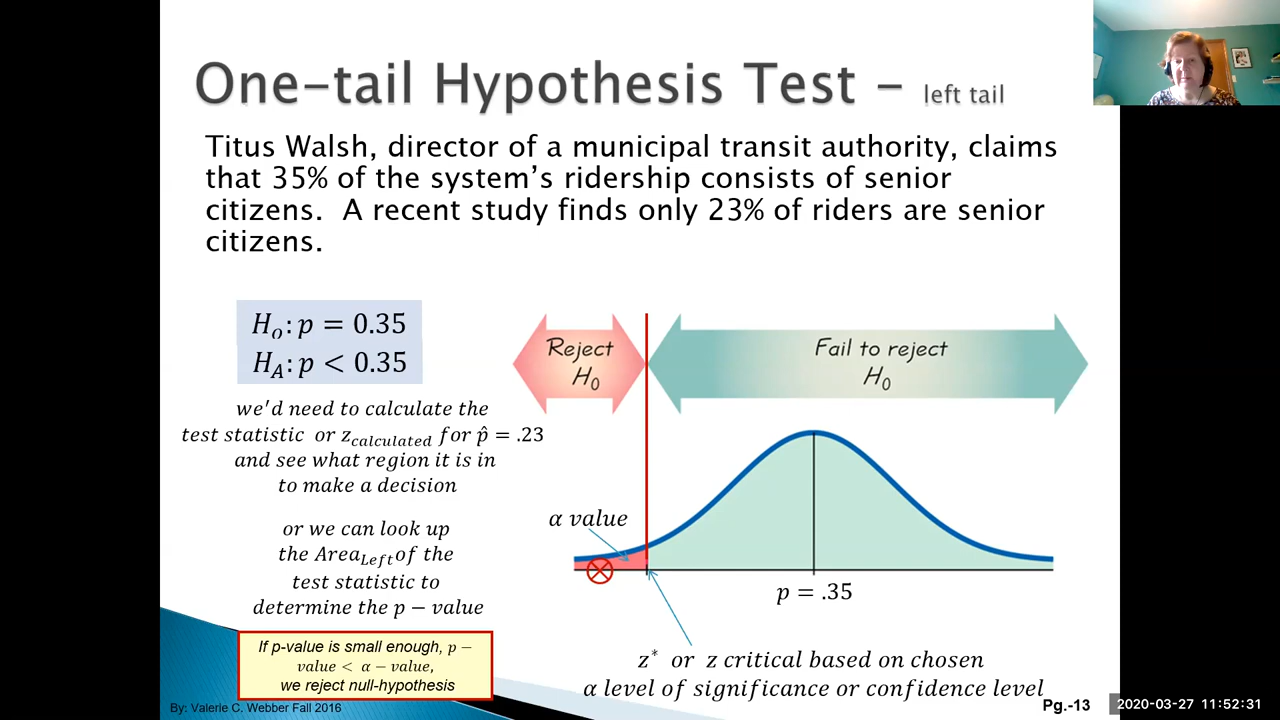 One-tail Hypothesis Test – left tail
Titus Walsh, director of a municipal transit authority, claims
that 35% of the system’s ridership consists of senior
citizens.  A recent study finds only 23% of riders are senior
citizens.
Hₒ: p = 0.35
H_A: p < 0.35
we′d need to calculate the
test statistic or z_calculated for p̂ = .23
and see what region it is in
to make a decision
or we can look up
the Area_Left of the
test statistic to
determine the p − value
If p-value is small enough, p −
value < α − value,
we reject null-hypothesis
Reject
H₀
Fail to reject
H₀
α value
p = .35
z* or z critical based on chosen
α level of significance or confidence level
By: Valerie C. Webber Fall 2016
Pg.-13
2020-03-27 11:52:31